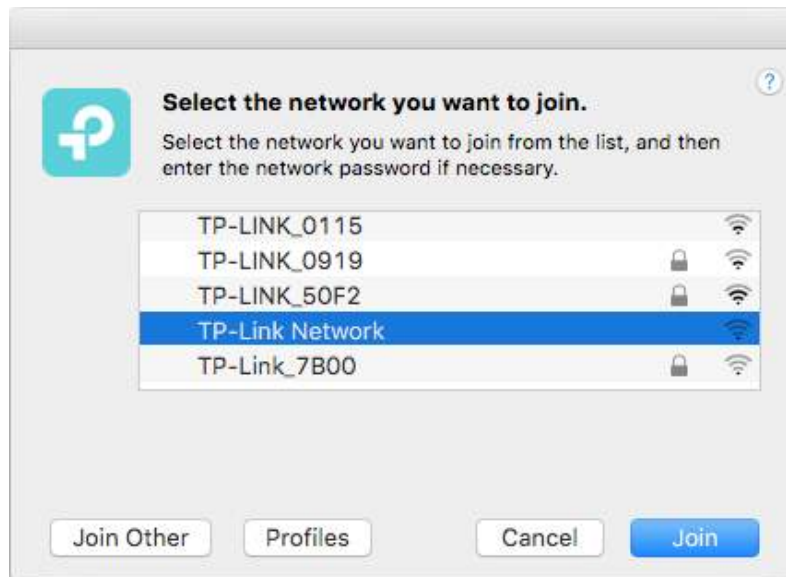 ?
Select the network you want to join.
Select the network you want to join from the list, and then
enter the network password if necessary.
TP-LINK_0115
TP-LINK_0919
TP-LINK_50F2
TP-Link Network
TP-Link_7B00
Join Other Profiles Cancel Join